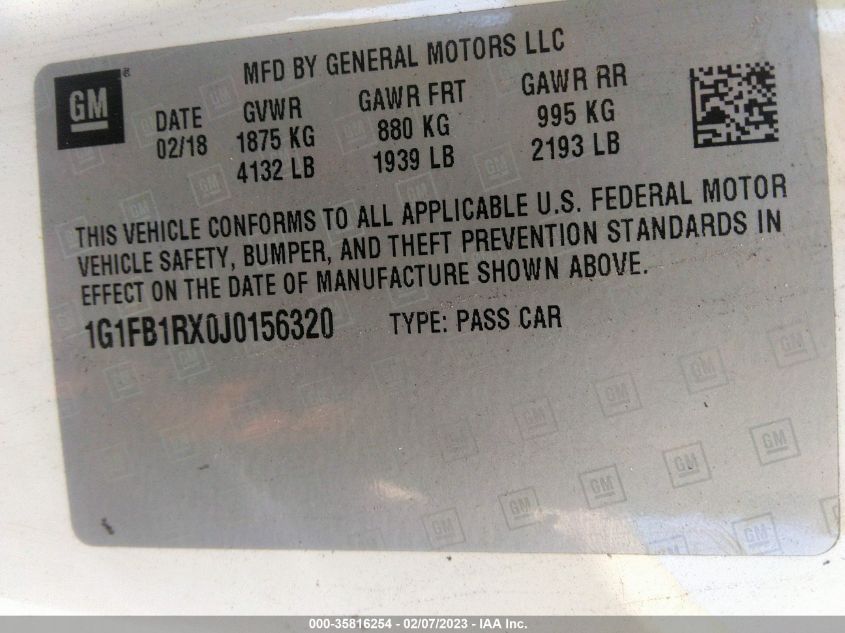 MFD BY GENERAL MOTORS LLC
GM
DATE GVWR GAWR FRT GAWR RR
02/18 1875 KG 880 KG 995 KG
4132 LB 1939 LB 2193 LB
THIS VEHICLE CONFORMS TO ALL APPLICABLE U.S. FEDERAL MOTOR
VEHICLE SAFETY, BUMPER, AND THEFT PREVENTION STANDARDS IN
EFFECT ON THE DATE OF MANUFACTURE SHOWN ABOVE.
1G1FB1RX0J0156320 TYPE: PASS CAR
000-35816254 - 02/07/2023 - IAA Inc.